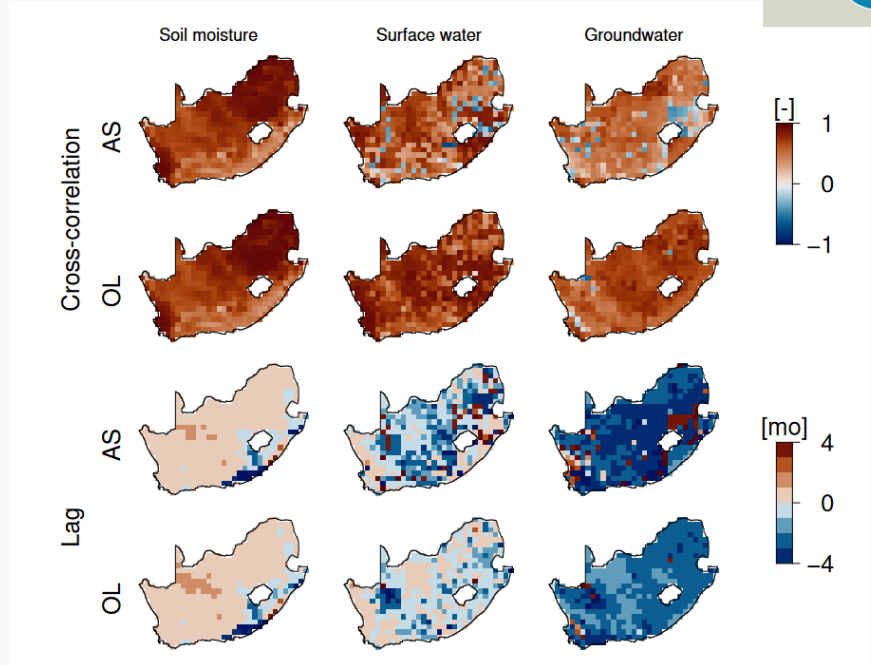 Soil moisture
Surface water
Groundwater
Cross-correlation
AS
OL
[-]
1
0
−1
Lag
AS
OL
[mo]
4
0
−4